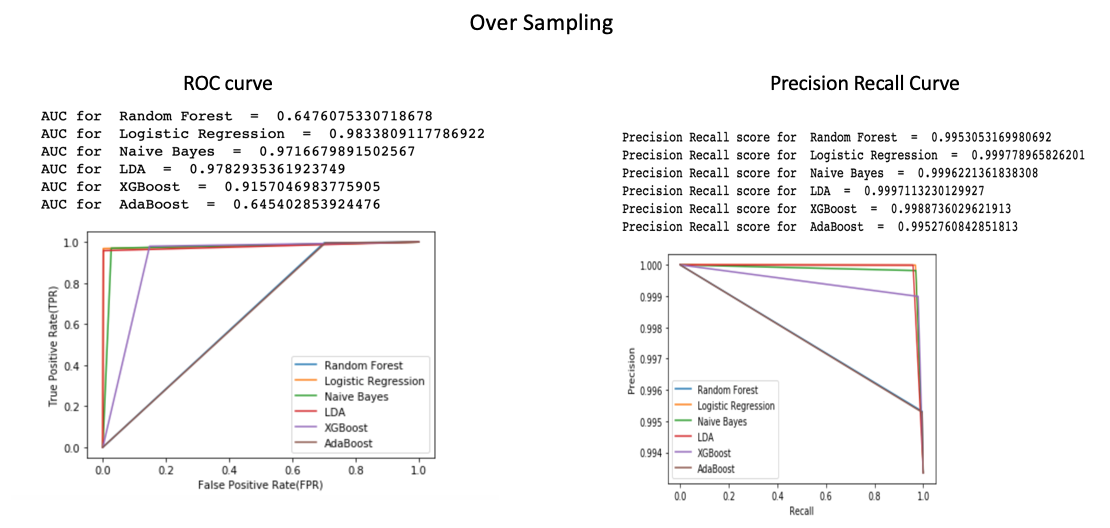 Over Sampling
ROC curve
AUC for  Random Forest  =  0.6476075330718678
AUC for  Logistic Regression  =  0.9833809117786922
AUC for  Naive Bayes  =  0.9716679891502567
AUC for  LDA  =  0.9782935361923749
AUC for  XGBoost  =  0.9157046983775905
AUC for  AdaBoost  =  0.645402853924476
1.0
0.8
0.6
0.4
0.2
0.0
True Positive Rate(TPR)
Random Forest
Logistic Regression
Naive Bayes
LDA
XGBoost
AdaBoost
0.0 0.2 0.4 0.6 0.8 1.0
False Positive Rate(FPR)
Precision Recall Curve
Precision Recall score for  Random Forest  =  0.9953053169980692
Precision Recall score for  Logistic Regression  =  0.999778965826201
Precision Recall score for  Naive Bayes  =  0.9996221361838308
Precision Recall score for  LDA  =  0.9997113230129927
Precision Recall score for  XGBoost  =  0.9988736029621913
Precision Recall score for  AdaBoost  =  0.9952760842851813
1.000
0.999
0.998
0.997
0.996
0.995
0.994
Precision
Random Forest
Logistic Regression
Naive Bayes
LDA
XGBoost
AdaBoost
0.0 0.2 0.4 0.6 0.8 1.0
Recall